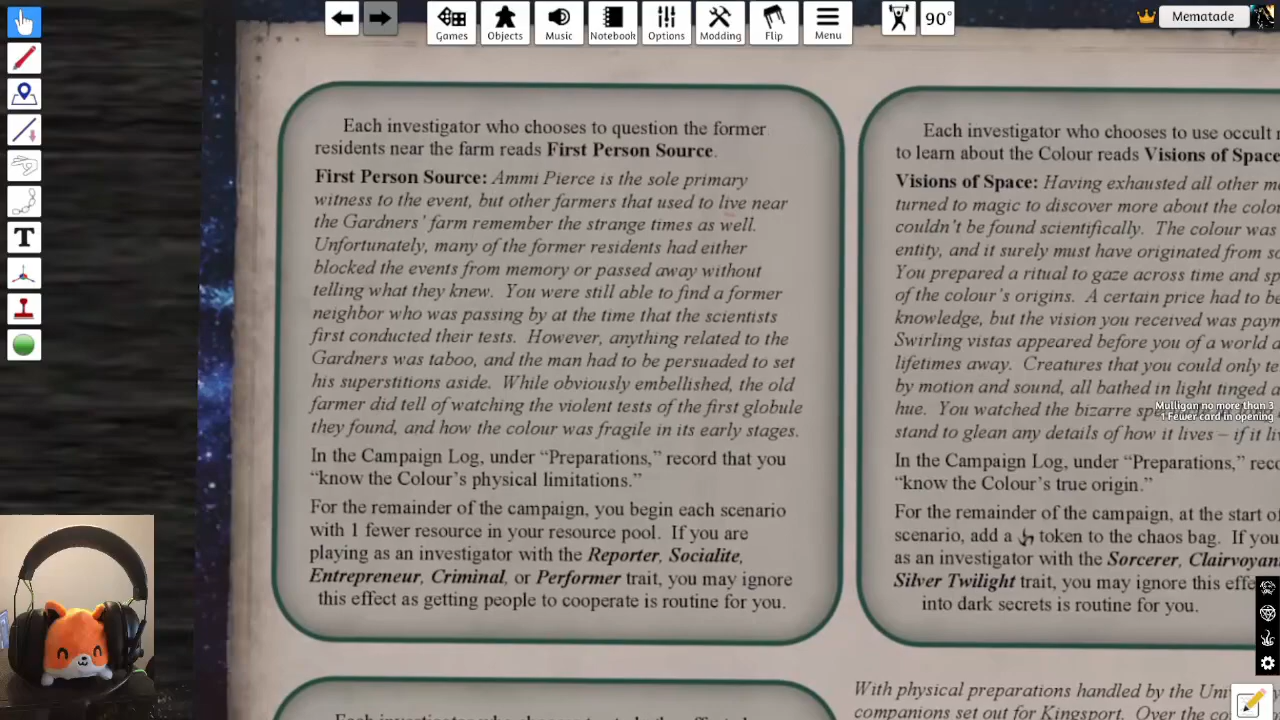 Games
Objects
Music
Notebook
Options
Modding
Flip
Menu
90°
Mematade
T
Each investigator who chooses to question the former
residents near the farm reads First Person Source.
First Person Source: Ammi Pierce is the sole primary
witness to the event, but other farmers that used to live near
the Gardners' farm remember the strange times as well.
Unfortunately, many of the former residents had either
blocked the events from memory or passed away without
telling what they knew. You were still able to find a former
neighbor who was passing by at the time that the scientists
first conducted their tests. However, anything related to the
Gardners was taboo, and the man had to be persuaded to set
his superstitions aside. While obviously embellished, the old
farmer did tell of watching the violent tests of the first globule
they found, and how the colour was fragile in its early stages.
In the Campaign Log, under “Preparations,” record that you
“know the Colour's physical limitations.”
For the remainder of the campaign, you begin each scenario
with 1 fewer resource in your resource pool. If you are
playing as an investigator with the Reporter, Socialite,
Entrepreneur, Criminal, or Performer trait, you may ignore
this effect as getting people to cooperate is routine for you.
Each investigator who chooses to use occult
to learn about the Colour reads Visions of Space
Visions of Space: Having exhausted all other
turned to magic to discover more about the
couldn't be found scientifically. The colour was
entity, and it surely must have originated from
You prepared a ritual to gaze across time and
of the colour's origins. A certain price had to be
knowledge, but the vision you received was
Swirling vistas appeared before you of a world
lifetimes away. Creatures that you could only
by motion and sound, all bathed in light tinged
hue. You watched the bizarre
stand to glean any details of how it lives – if it
In the Campaign Log, under “Preparations,”
“know the Colour's true origin.”
For the remainder of the campaign, at the start of
scenario, add a token to the chaos bag. If you
as an investigator with the Sorcerer,
Silver Twilight trait, you may ignore this
into dark secrets is routine for you.
Mulligan no more than 3
1 Fewer card in opening
With physical preparations handled by the
companions set out for Kingsport. Over the